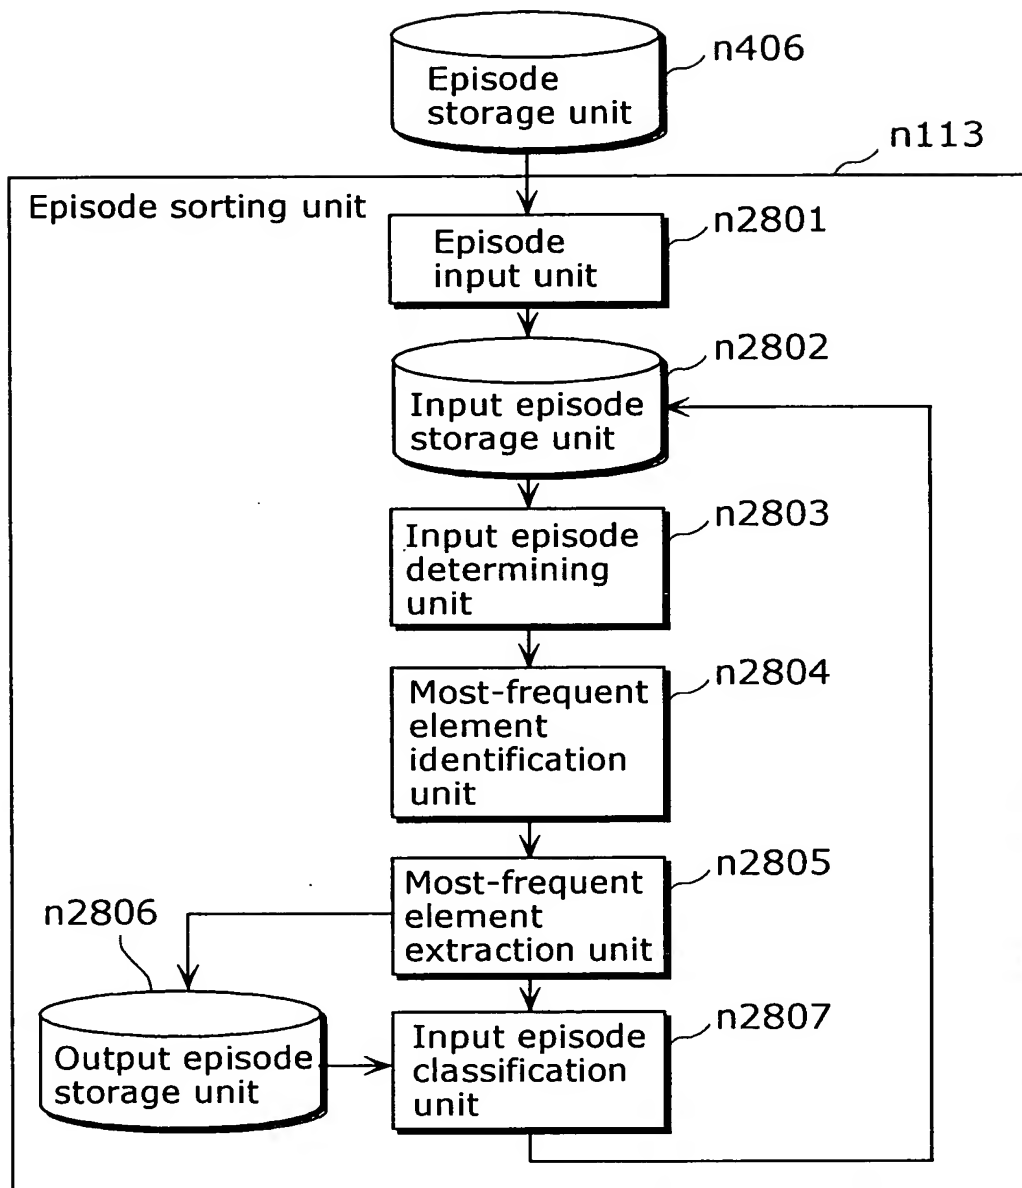 n406
Episode
storage unit
n113
Episode sorting unit
n2801
Episode
input unit
n2802
Input episode
storage unit
n2803
Input episode
determining
unit
n2804
Most-frequent
element
identification
unit
n2805
Most-frequent
element
extraction unit
n2806
n2807
Output episode
storage unit
Input episode
classification
unit